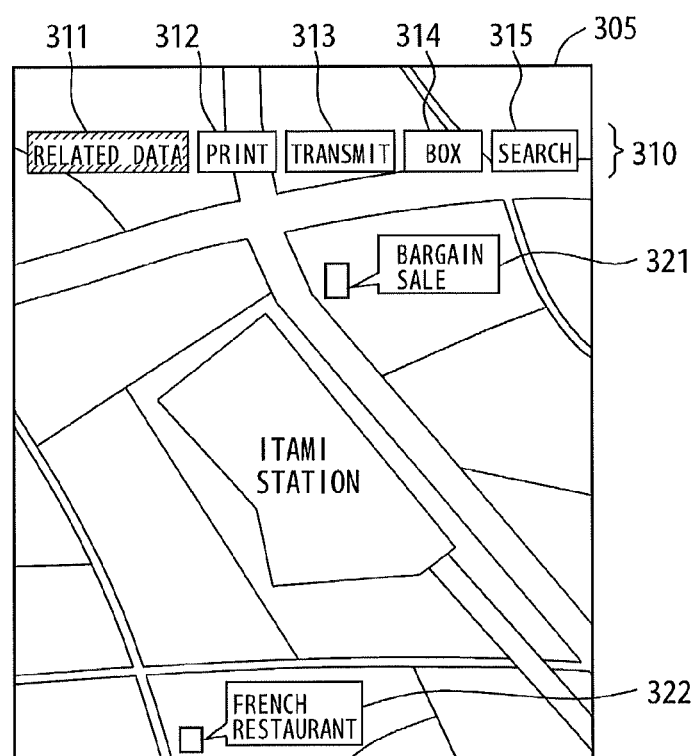 311 312 313 314 315 305
RELATED DATA PRINT TRANSMIT BOX SEARCH 310
BARGAIN
SALE
321
ITAMI
STATION
FRENCH
RESTAURANT
322